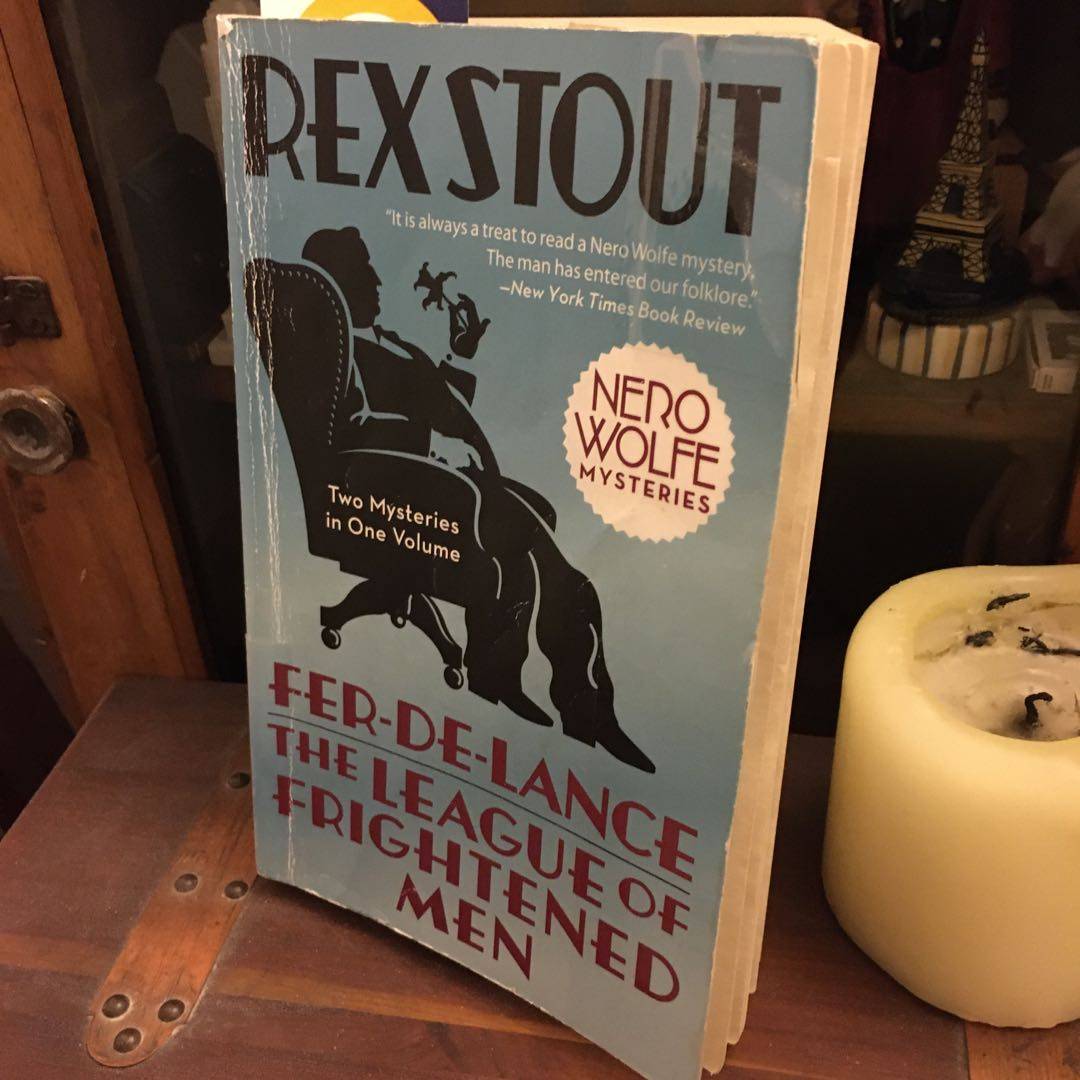 REX STOUT
“It is always a treat to read a Nero Wolfe mystery.
The man has entered our folklore.”
—New York Times Book Review
NERO
WOLFE
MYSTERIES
Two Mysteries
in One Volume
FER-DE-LANCE
THE LEAGUE OF
FRIGHTENED
MEN